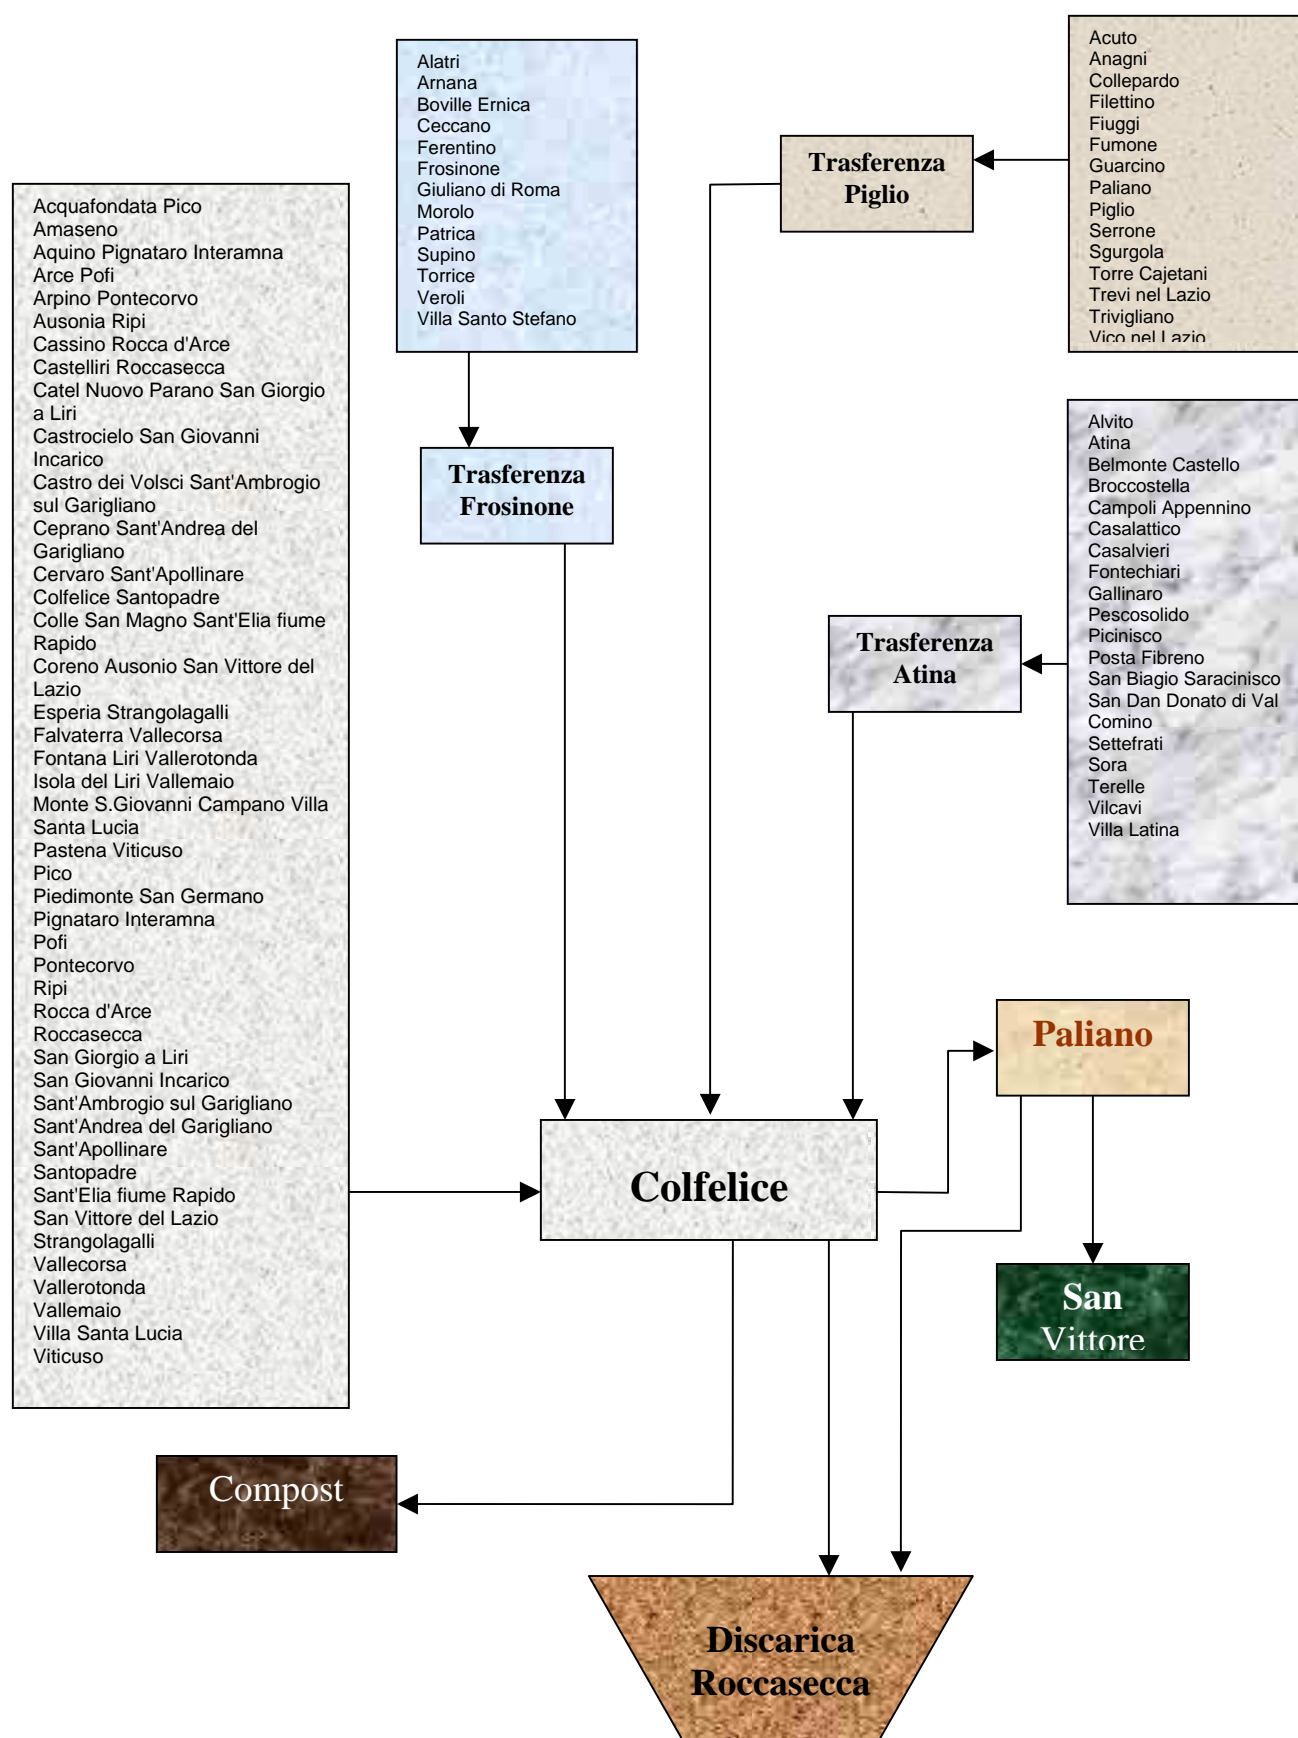 Alatri
Arnana
Boville Ernica
Ceccano
Ferentino
Frosinone
Giuliano di Roma
Morolo
Patrica
Supino
Torrice
Veroli
Villa Santo Stefano
Acuto
Anagni
Collepardo
Filettino
Fiuggi
Fumone
Guarcino
Paliano
Piglio
Serrone
Sgurgola
Torre Cajetani
Trevi nel Lazio
Trivigliano
Vico nel Lazio
Trasferenza
Piglio
Acquafondata Pico
Amaseno
Aquino Pignataro Interamna
Arce Pofi
Arpino Pontecorvo
Ausonia Ripi
Cassino Rocca d'Arce
Castelliri Roccasecca
Catel Nuovo Parano San Giorgio
a Liri
Castrocielo San Giovanni
Incarico
Castro dei Volsci Sant'Ambrogio
sul Garigliano
Ceprano Sant'Andrea del
Garigliano
Cervaro Sant'Apollinare
Colfelice Santopadre
Colle San Magno Sant'Elia fiume
Rapido
Coreno Ausonio San Vittore del
Lazio
Esperia Strangolagalli
Falvaterra Vallecorsa
Fontana Liri Vallerotonda
Isola del Liri Vallemaio
Monte S.Giovanni Campano Villa
Santa Lucia
Pastena Viticuso
Pico
Piedimonte San Germano
Pignataro Interamna
Pofi
Pontecorvo
Ripi
Rocca d'Arce
Roccasecca
San Giorgio a Liri
San Giovanni Incarico
Sant'Ambrogio sul Garigliano
Sant'Andrea del Garigliano
Sant'Apollinare
Santopadre
Sant'Elia fiume Rapido
San Vittore del Lazio
Strangolagalli
Vallecorsa
Vallerotonda
Vallemaio
Villa Santa Lucia
Viticuso
Trasferenza
Frosinone
Alvito
Atina
Belmonte Castello
Broccostella
Campoli Appennino
Casalattico
Casalvieri
Fontechiari
Gallinaro
Pescosolido
Picinisco
Posta Fibreno
San Biagio Saracinisco
San Dan Donato di Val
Comino
Settefrati
Sora
Terelle
Vilcavi
Villa Latina
Trasferenza
Atina
Paliano
Colfelice
San
Vittore
Compost
Discarica
Roccasecca